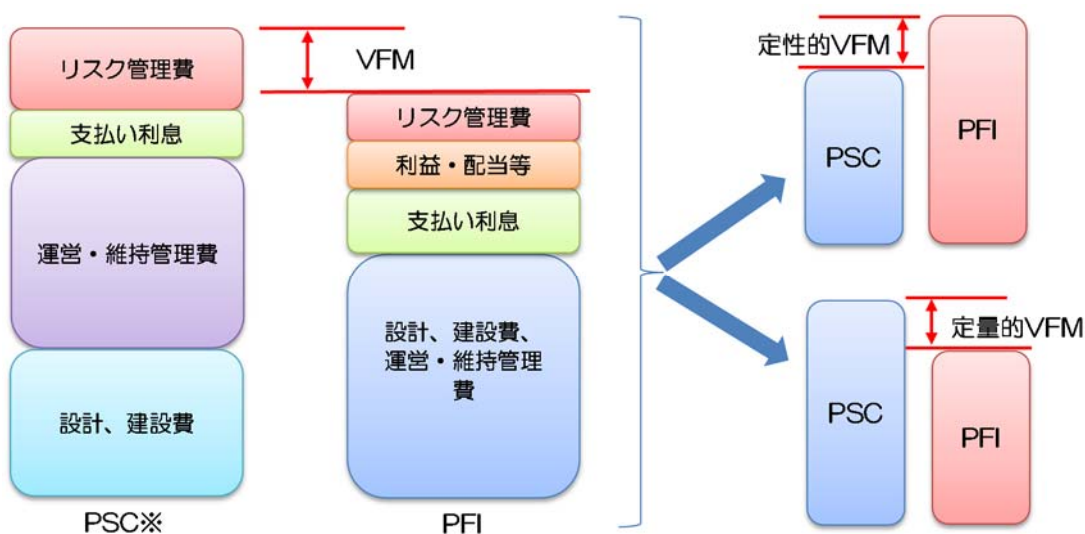 リスク管理費
支払い利息
運営・維持管理費
設計、建設費
PSC※
VFM
リスク管理費
利益・配当等
支払い利息
設計、建設費、
運営・維持管理
費
PFI
定性的VFM
PSC
PFI
定量的VFM
PSC
PFI